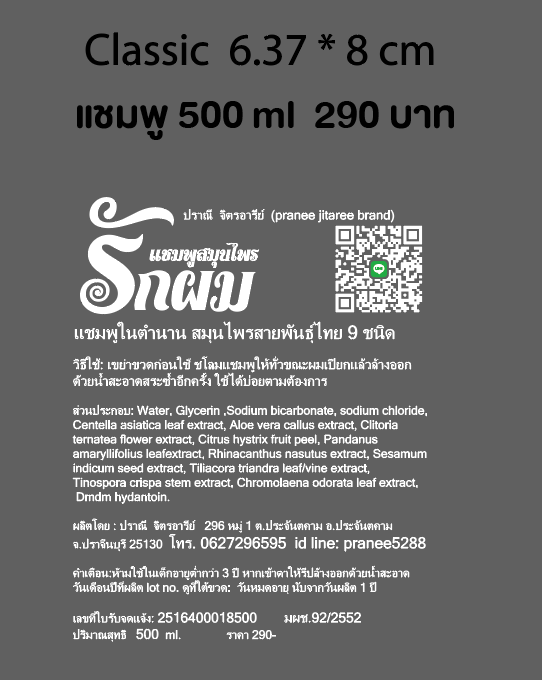 Classic 6.37 * 8 cm
แชมพู 500 ml 290 บาท
ปราณี จิตรอารีย์ (pranee jitaree brand)
แชมพูสมุนไพร
รักผม
แชมพูในตำนาน สมุนไพรสายพันธุ์ไทย 9 ชนิด
วิธีใช้: เขย่าขวดก่อนใช้ ชโลมแชมพูให้ทั่วขณะผมเปียกแล้วล้างออก
ด้วยน้ำสะอาดสระซ้ำอีกครั้ง ใช้ได้บ่อยตามต้องการ
ส่วนประกอบ: Water, Glycerin ,Sodium bicarbonate, sodium chloride,
Centella asiatica leaf extract, Aloe vera callus extract, Clitoria
ternatea flower extract, Citrus hystrix fruit peel, Pandanus
amaryllifolius leafextract, Rhinacanthus nasutus extract, Sesamum
indicum seed extract, Tiliacora triandra leaf/vine extract,
Tinospora crispa stem extract, Chromolaena odorata leaf extract,
Dmdm hydantoin.
ผลิตโดย : ปราณี จิตรอารีย์ 296 หมู่ 1 ต.ประจันตคาม อ.ประจันตคาม
จ.ปราจีนบุรี 25130 โทร. 0627296595 id line: pranee5288
คำเตือน:ห้ามใช้ในเด็กอายุต่ำกว่า 3 ปี หากเข้าตาให้รีบล้างออกด้วยน้ำสะอาด
วันเดือนปีที่ผลิต lot no. ดูที่ใต้ขวด: วันหมดอายุ นับจากวันผลิต 1 ปี
เลขที่ใบรับจดแจ้ง: 2516400018500 มผช.92/2552
ปริมาณสุทธิ 500 ml. ราคา 290-